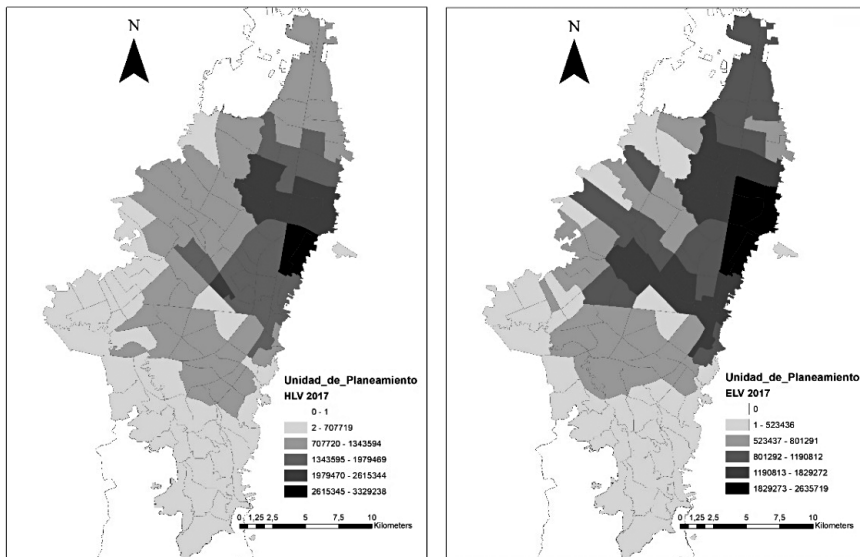 N
Unidad_de_Planeamiento
HLV 2017
0 - 1
2 - 707719
707720 - 1343594
1343595 - 1979469
1979470 - 2615344
2615345 - 3329238
0 1,25 2,5 5 7,5 10
Kilometers
N
Unidad_de_Planeamiento
ELV 2017
0
1 - 523436
523437 - 801291
801292 - 1190812
1190813 - 1829272
1829273 - 2635719
0 1,25 2,5 5 7,5 10
Kilometers